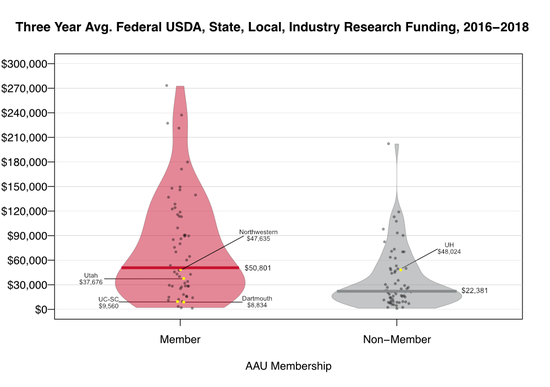 Three Year Avg. Federal USDA, State, Local, Industry Research Funding, 2016–2018
$300,000
$270,000
$240,000
$210,000
$180,000
$150,000
$120,000
$90,000
$60,000
$30,000
$0
Northwestern
$47,635
$50,801
Utah
$37,676
UC-SC
$9,560
Dartmouth
$8,834
UH
$48,024
$22,381
Member
Non−Member
AAU Membership